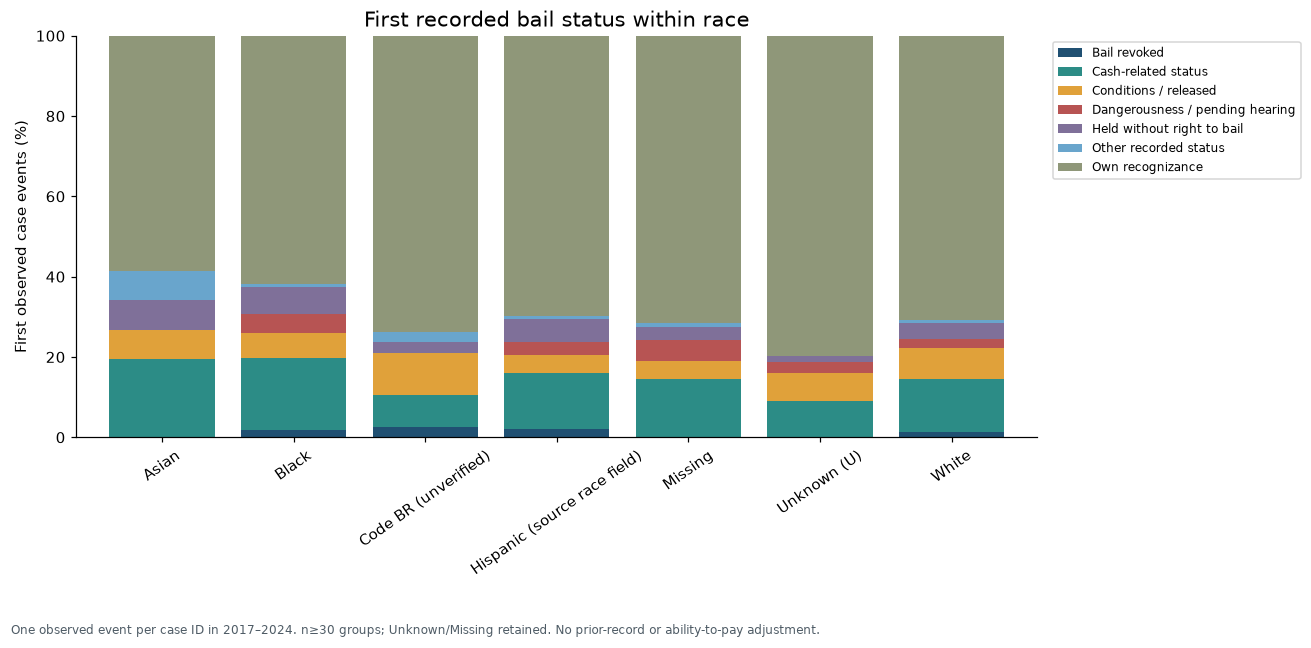 First recorded bail status within race
First observed case events (%)
100
80
60
40
20
0
Asian
Black
Code BR (unverified)
Hispanic (source race field)
Missing
Unknown (U)
White
Bail revoked
Cash-related status
Conditions / released
Dangerousness / pending hearing
Held without right to bail
Other recorded status
Own recognizance
One observed event per case ID in 2017–2024. n≥30 groups; Unknown/Missing retained. No prior-record or ability-to-pay adjustment.